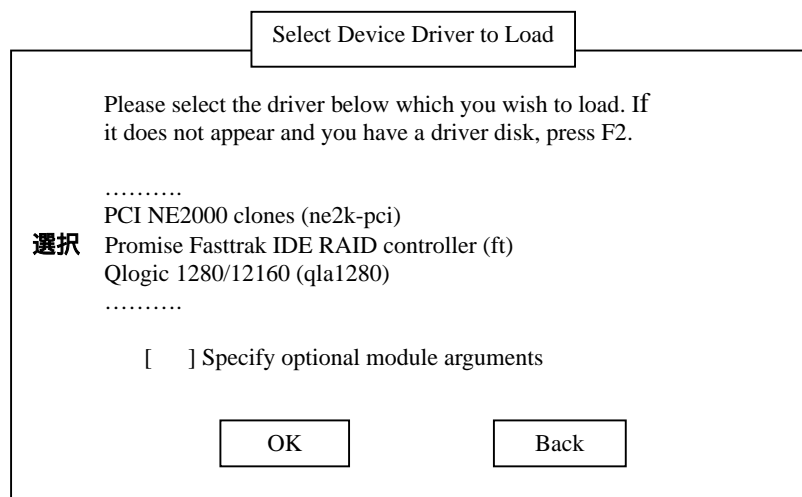 Select Device Driver to Load
Please select the driver below which you wish to load. If
it does not appear and you have a driver disk, press F2.
……….
PCI NE2000 clones (ne2k-pci)
選択 Promise Fasttrak IDE RAID controller (ft)
Qlogic 1280/12160 (qla1280)
……….
[ ] Specify optional module arguments
OK Back